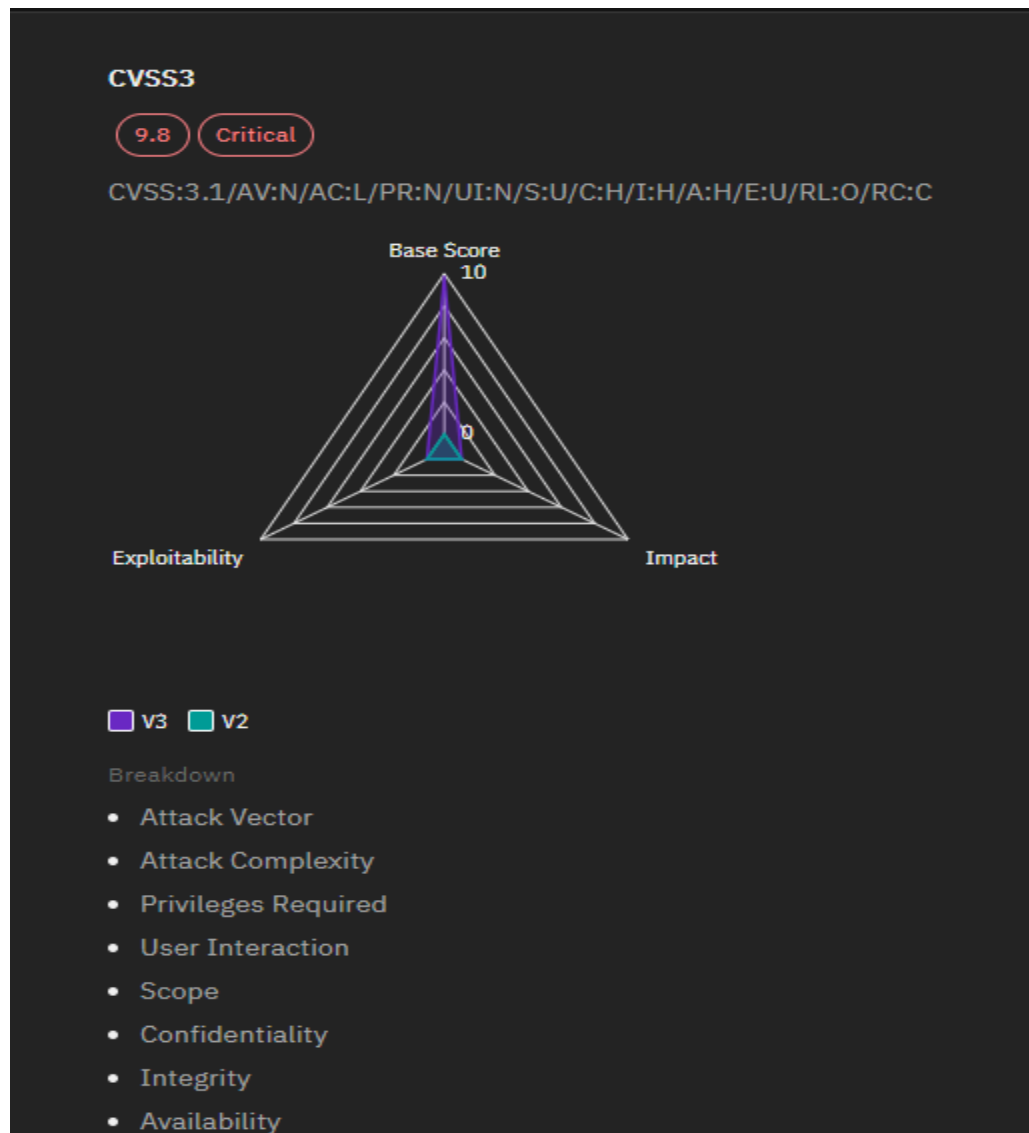 CVSS3
9.8 Critical
CVSS:3.1/AV:N/AC:L/PR:N/UI:N/S:U/C:H/I:H/A:H/E:U/RL:O/RC:C
Base Score
10
0
Exploitability
Impact
V3 V2
Breakdown
Attack Vector
Attack Complexity
Privileges Required
User Interaction
Scope
Confidentiality
Integrity
Availability